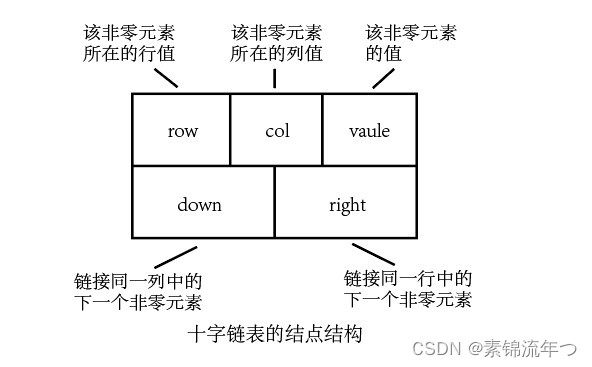 该非零元素
所在的行值
该非零元素
所在的列值
该非零元素
的值
row
col
vaule
down
right
链接同一列中的
下一个非零元素
链接同一行中的
下一个非零元素
十字链表的结点结构
CSDN @素锦流年つ